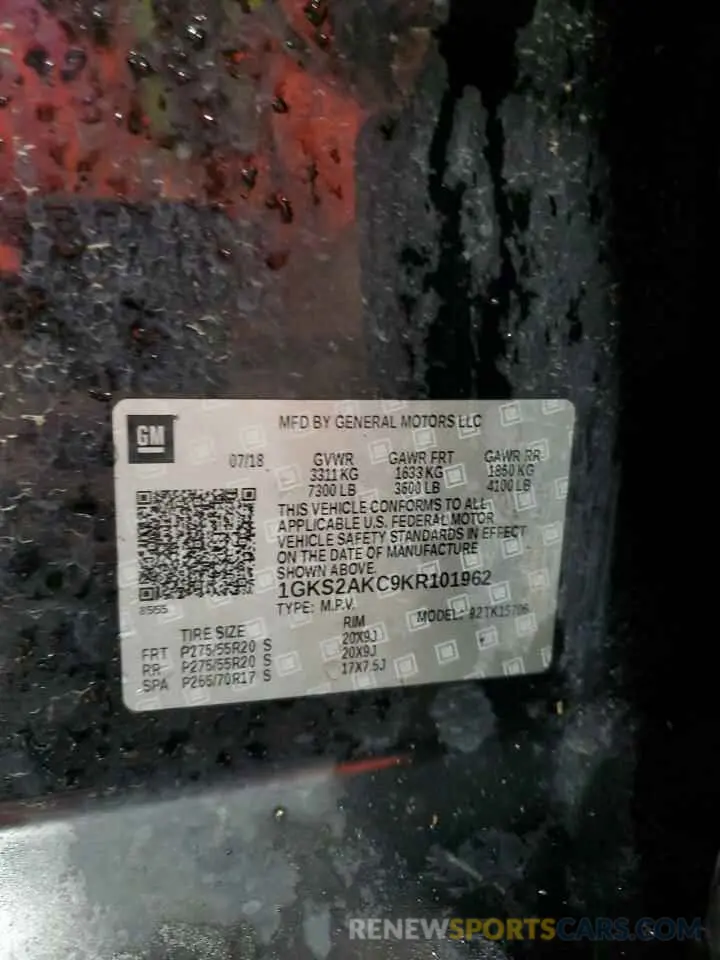 GM
MFD BY GENERAL MOTORS LLC
07/18
GVWR GAWR FRT GAWR RR
3311 KG 1633 KG 1860 KG
7300 LB 3600 LB 4100 LB
THIS VEHICLE CONFORMS TO ALL
APPLICABLE U.S. FEDERAL MOTOR
VEHICLE SAFETY STANDARDS IN EFFECT
ON THE DATE OF MANUFACTURE
SHOWN ABOVE.
1GKS2AKC9KR101962
TYPE: M.P.V. MODEL:
TIRE SIZE RIM
FRT P275/55R20 S 20X9J
RR P275/55R20 S 20X9J
SPA P265/70R17 S 17X7.5J
RENEWSPORTSCARS.COM